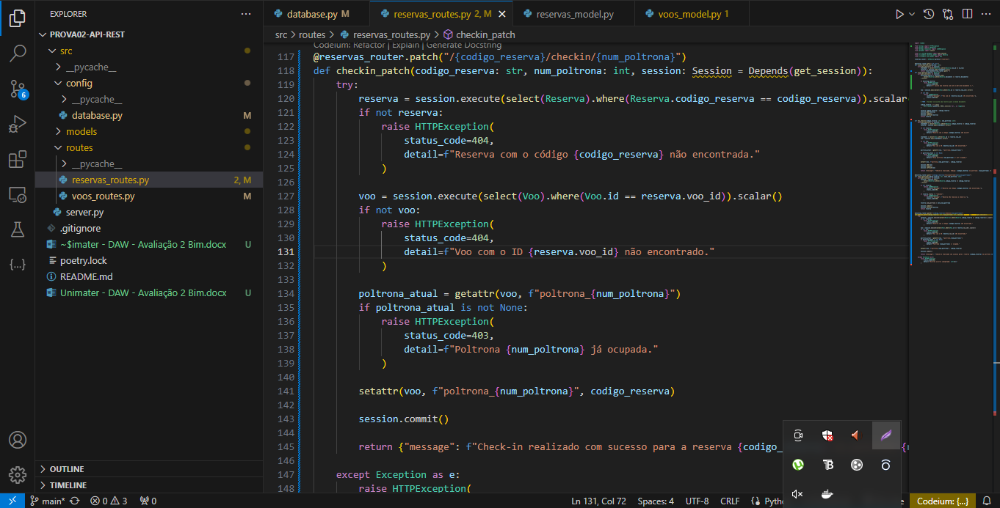 EXPLORER
PROVA02-API-REST
src
__pycache__
config
__pycache__
database.py M
models
routes
__pycache__
reservas_routes.py 2, M
voos_routes.py M
server.py
.gitignore
~$imater - DAW - Avaliação 2 Bim.docx U
poetry.lock
README.md
Unimater - DAW - Avaliação 2 Bim.docx U
OUTLINE
TIMELINE
6
database.py M
reservas_routes.py 2, M
reservas_model.py
voos_model.py 1
src > routes > reservas_routes.py > checkin_patch
Codeium: Refactor | Explain | Generate Docstring
117 @reservas_router.patch("/{codigo_reserva}/checkin/{num_poltrona}")
118 def checkin_patch(codigo_reserva: str, num_poltrona: int, session: Session = Depends(get_session)):
119 try:
120 reserva = session.execute(select(Reserva).where(Reserva.codigo_reserva == codigo_reserva)).scalar
121 if not reserva:
122 raise HTTPException(
123 status_code=404,
124 detail=f"Reserva com o código {codigo_reserva} não encontrada."
125 )
126
127 voo = session.execute(select(Voo).where(Voo.id == reserva.voo_id)).scalar()
128 if not voo:
129 raise HTTPException(
130 status_code=404,
131 detail=f"Voo com o ID {reserva.voo_id} não encontrado."
132 )
133
134 poltrona_atual = getattr(voo, f"poltrona_{num_poltrona}")
135 if poltrona_atual is not None:
136 raise HTTPException(
137 status_code=403,
138 detail=f"Poltrona {num_poltrona} já ocupada."
139 )
140
141 setattr(voo, f"poltrona_{num_poltrona}", codigo_reserva)
142
143 session.commit()
144
145 return {"message": f"Check-in realizado com sucesso para a reserva {codigo_
146
147 except Exception as e:
148 raise HTTPException(
main* 0 3 0
Ln 131, Col 72 Spaces: 4 UTF-8 CRLF Pyth Codeium: {...}